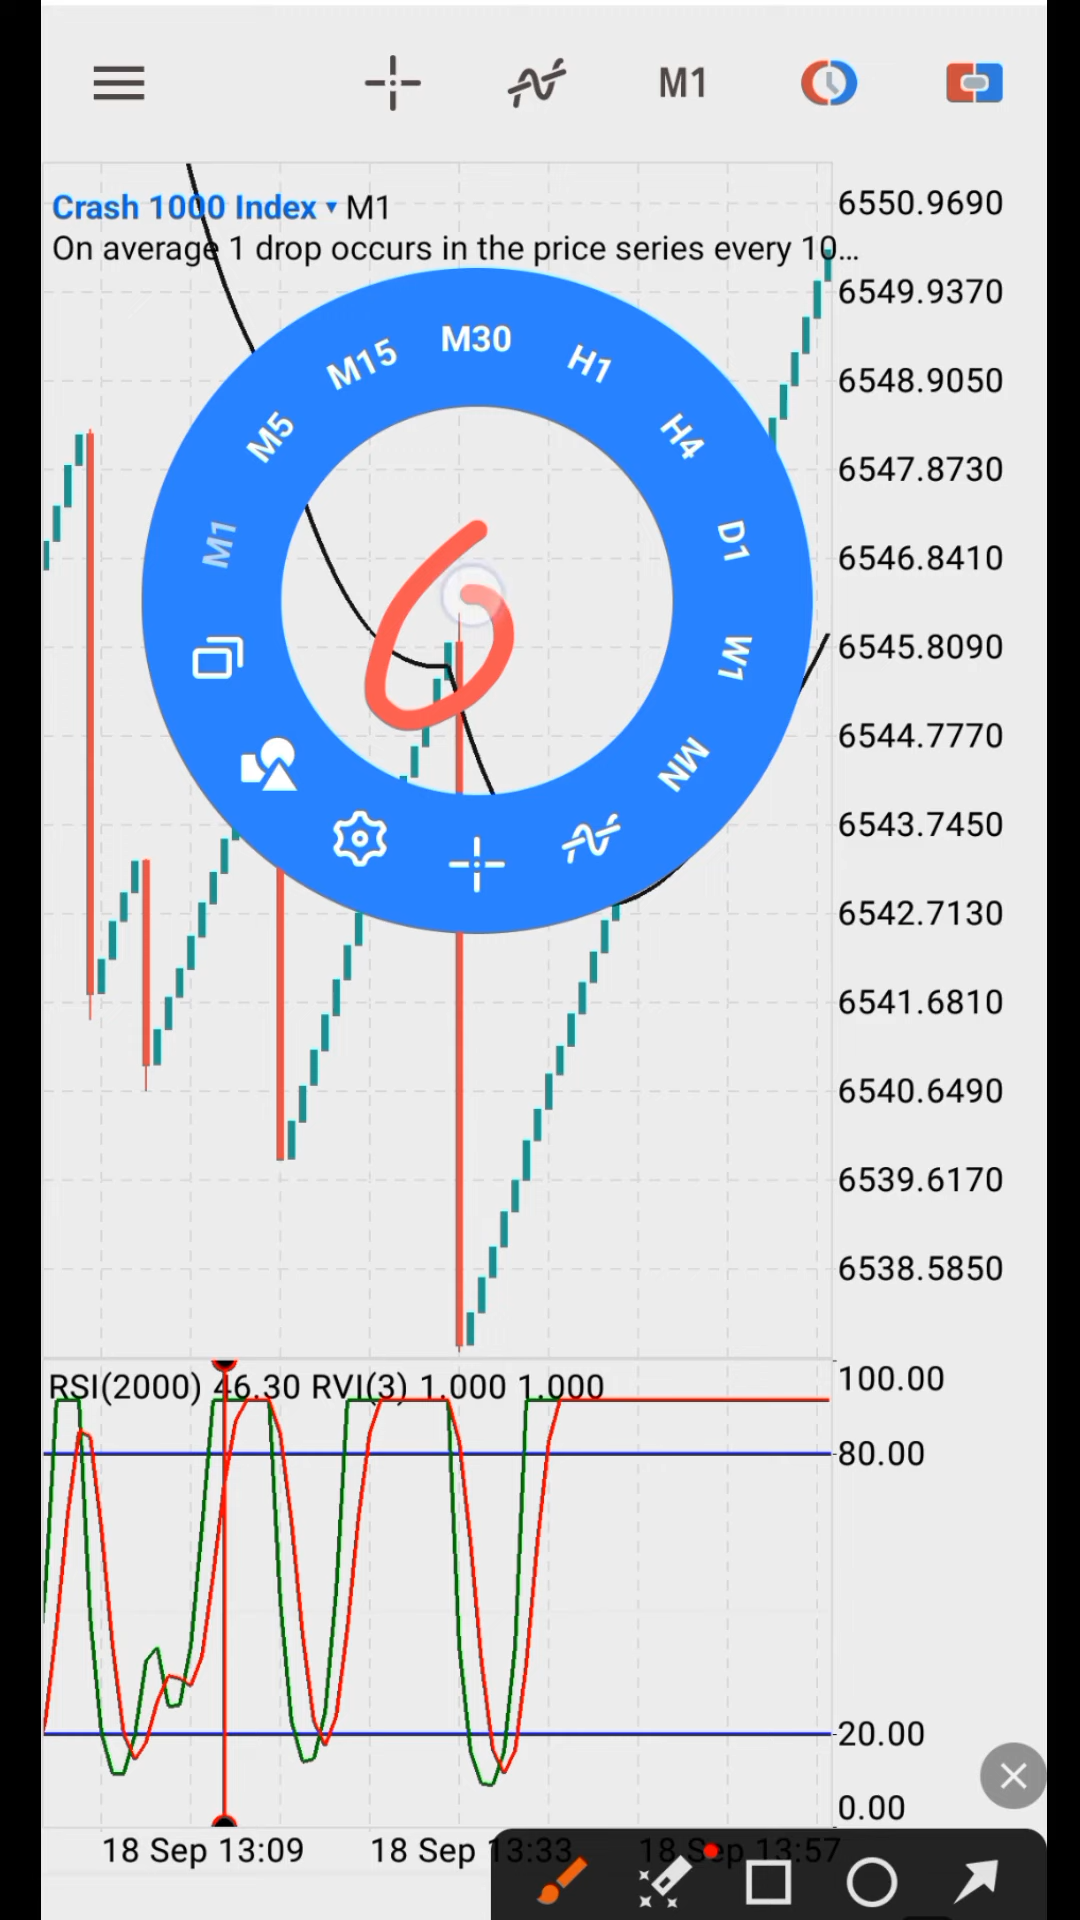 M1
Crash 1000 Index ▾ M1
On average 1 drop occurs in the price series every 10…
6550.9690
6549.9370
6548.9050
6547.8730
6546.8410
6545.8090
6544.7770
6543.7450
6542.7130
6541.6810
6540.6490
6539.6170
6538.5850
M1
M5
M15
M30
H1
H4
D1
W1
MN
RSI(2000) 46.30 RVI(3) 1.000 1.000
100.00
80.00
20.00
0.00
18 Sep 13:09
18 Sep 13:33
18 Sep 13:57